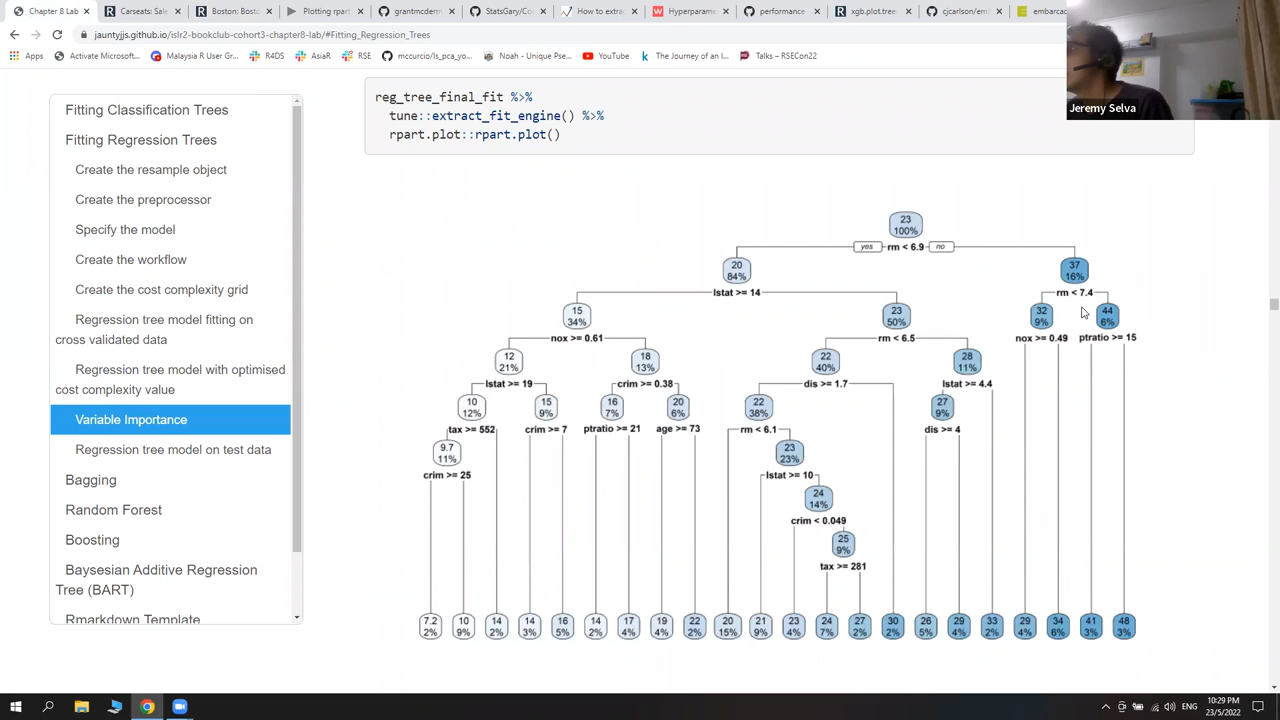 Chapter 8 Lab
Carseats: Sale
Boston: Bosto
Plotting rpart
grantmcderm
StatsGary/Co
How to extrac
Hyperparame
performance
xgb.plot.tree
cjcarlson/emb
embarcad
jauntyjjs.github.io/islr2-bookclub-cohort3-chapter8-lab/#Fitting_Regression_Trees
Apps
Activate Microsoft...
Malaysia R User Gr...
R4DS
AsiaR
RSE
mmcurcio/ls_pca_yo...
Noah - Unique Pse...
YouTube
The Journey of an I...
Talks – RSECon22
Jeremy Selva
Fitting Classification Trees
Fitting Regression Trees
Create the resample object
Create the preprocessor
Specify the model
Create the workflow
Create the cost complexity grid
Regression tree model fitting on
cross validated data
Regression tree model with optimised
cost complexity value
Variable Importance
Regression tree model on test data
Bagging
Random Forest
Boosting
Baysesian Additive Regression
Tree (BART)
Rmarkdown Template
reg_tree_final_fit %>%
tune::extract_fit_engine() %>%
rpart.plot::rpart.plot()
23
100%
yes rm < 6.9 no
20
84%
lstat >= 14
37
16%
rm < 7.4
15
34%
nox >= 0.61
23
50%
rm < 6.5
32
9%
nox >= 0.49
44
6%
ptratio >= 15
12
21%
lstat >= 19
18
13%
crim >= 0.38
22
40%
dis >= 1.7
28
11%
lstat >= 4.4
10
12%
tax >= 552
15
9%
crim >= 7
16
7%
ptratio >= 21
20
6%
age >= 73
22
38%
rm < 6.1
27
9%
dis >= 4
9.7
11%
crim >= 25
23
23%
lstat >= 10
24
14%
crim < 0.049
25
9%
tax >= 281
7.2 10 14 14 16 14 17 19 22 20 21 23 24 27 30 26 29 33 29 34 41 48
2% 9% 2% 3% 5% 2% 4% 4% 2% 15% 9% 4% 7% 2% 2% 5% 4% 2% 4% 6% 3% 3%
ENG
10:29 PM
23/5/2022